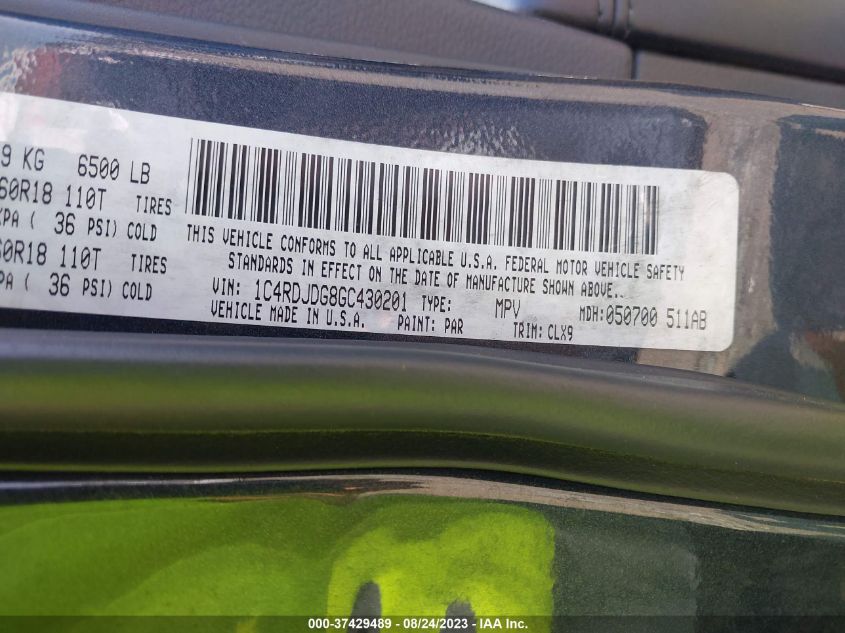 9 KG 6500 LB
60R18 110T TIRES
KPA ( 36 PSI) COLD
60R18 110T TIRES
PA ( 36 PSI) COLD
THIS VEHICLE CONFORMS TO ALL APPLICABLE U.S.A. FEDERAL MOTOR VEHICLE SAFETY
STANDARDS IN EFFECT ON THE DATE OF MANUFACTURE SHOWN ABOVE.
VIN: 1C4RDJDG8GC430201 TYPE: MPV MDH:050700 511AB
VEHICLE MADE IN U.S.A. PAINT: PAR TRIM: CLX9
000-37429489 - 08/24/2023 - IAA Inc.